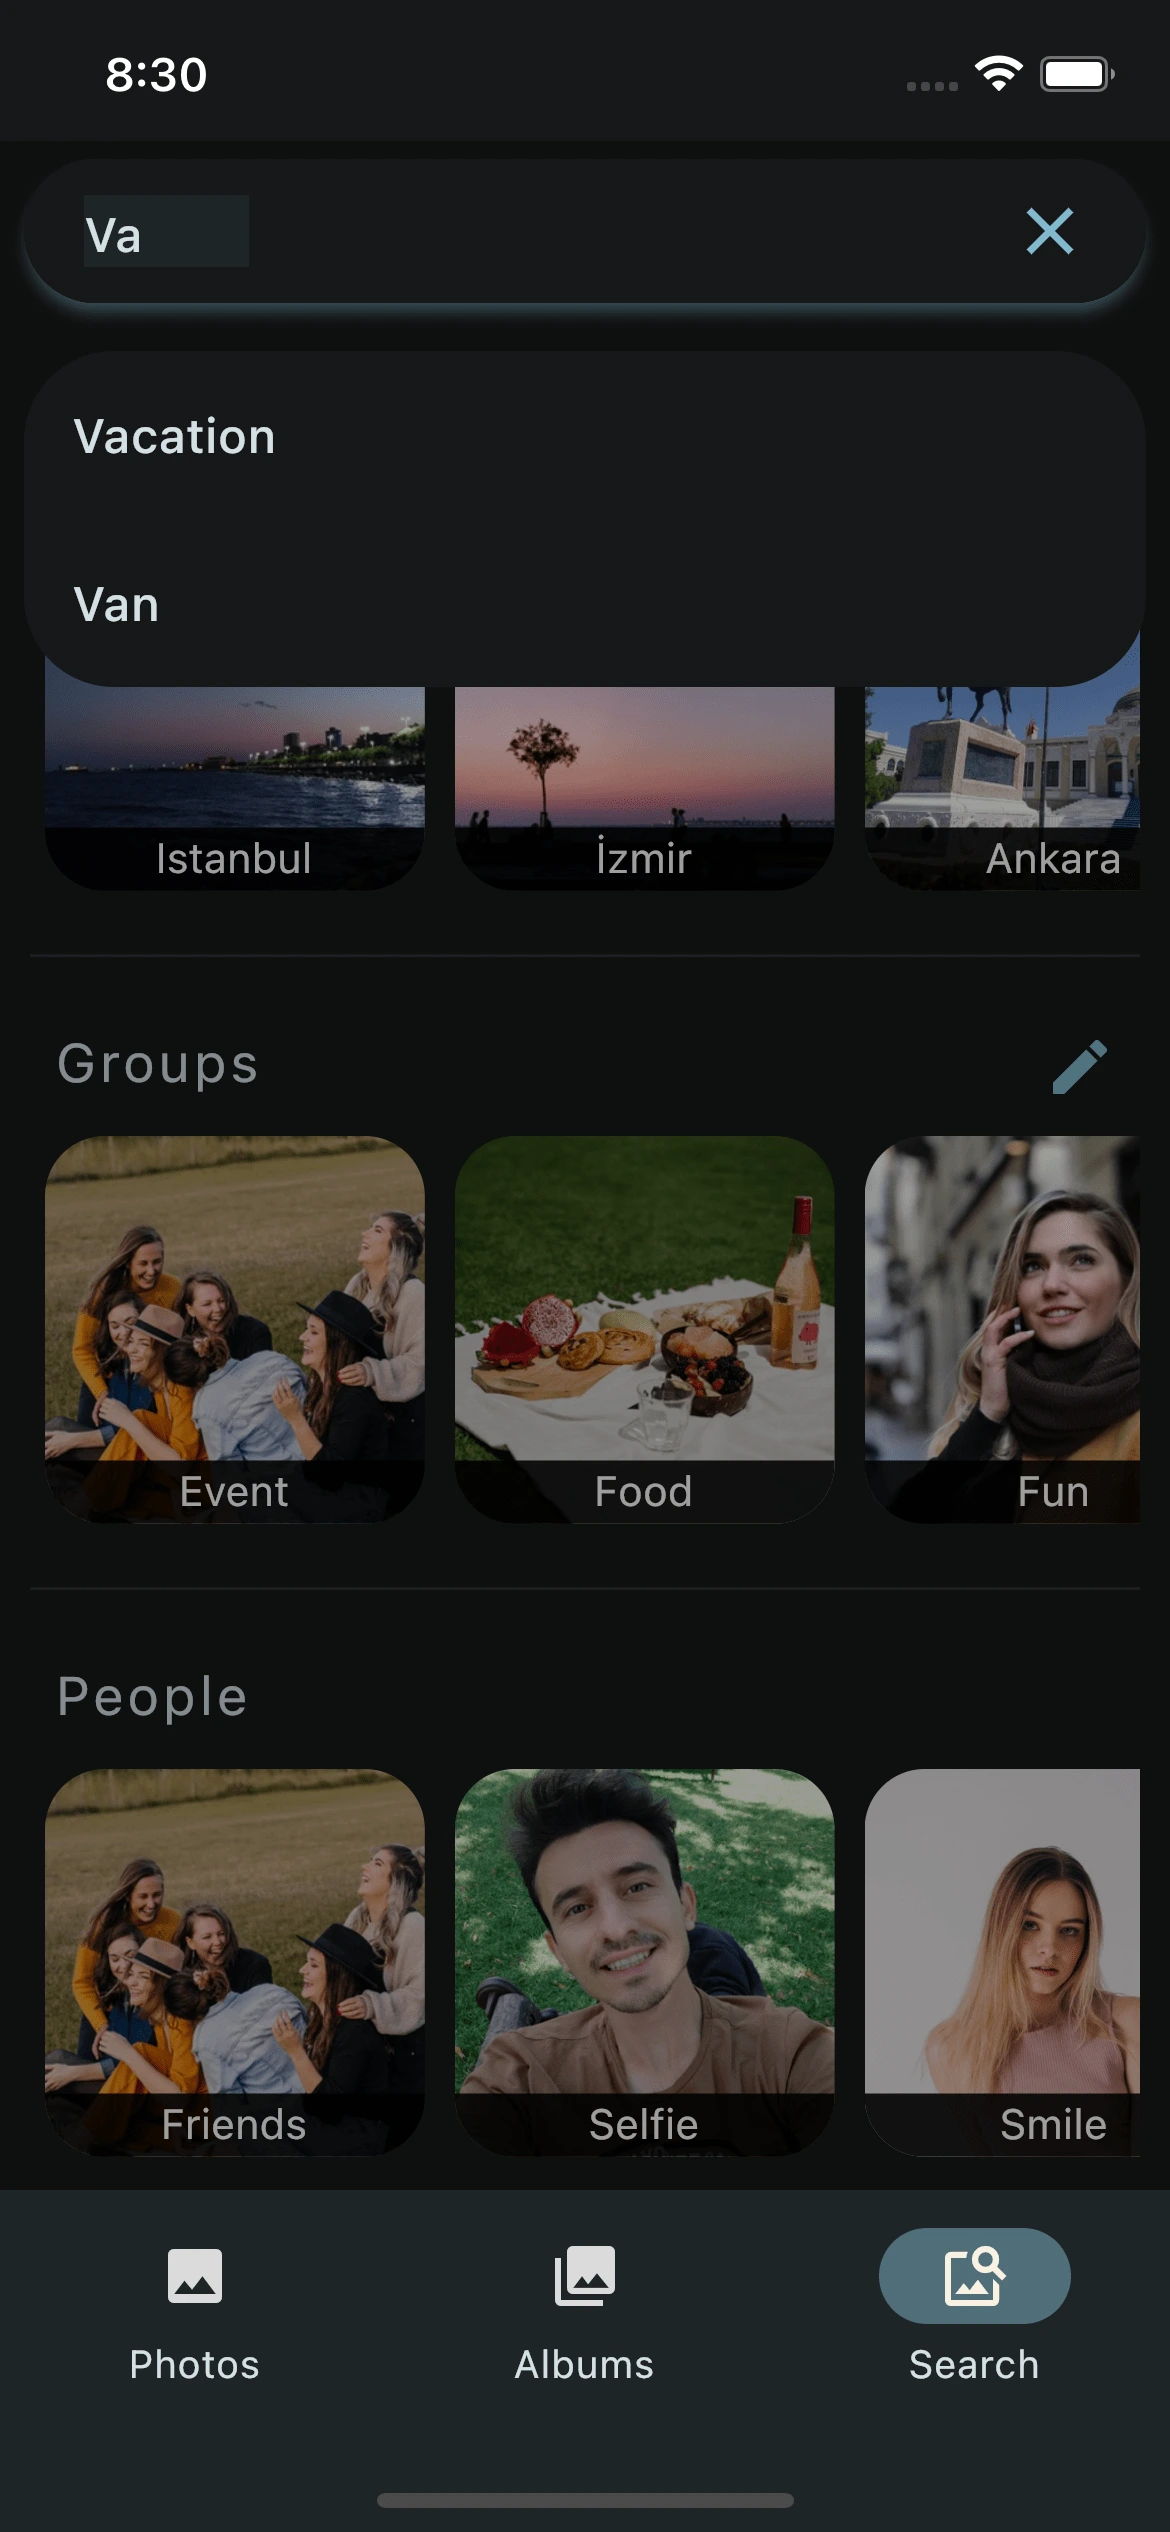 8:30
Va
Vacation
Van
Istanbul
İzmir
Ankara
Groups
Event
Food
Fun
People
Friends
Selfie
Smile
Photos
Albums
Search